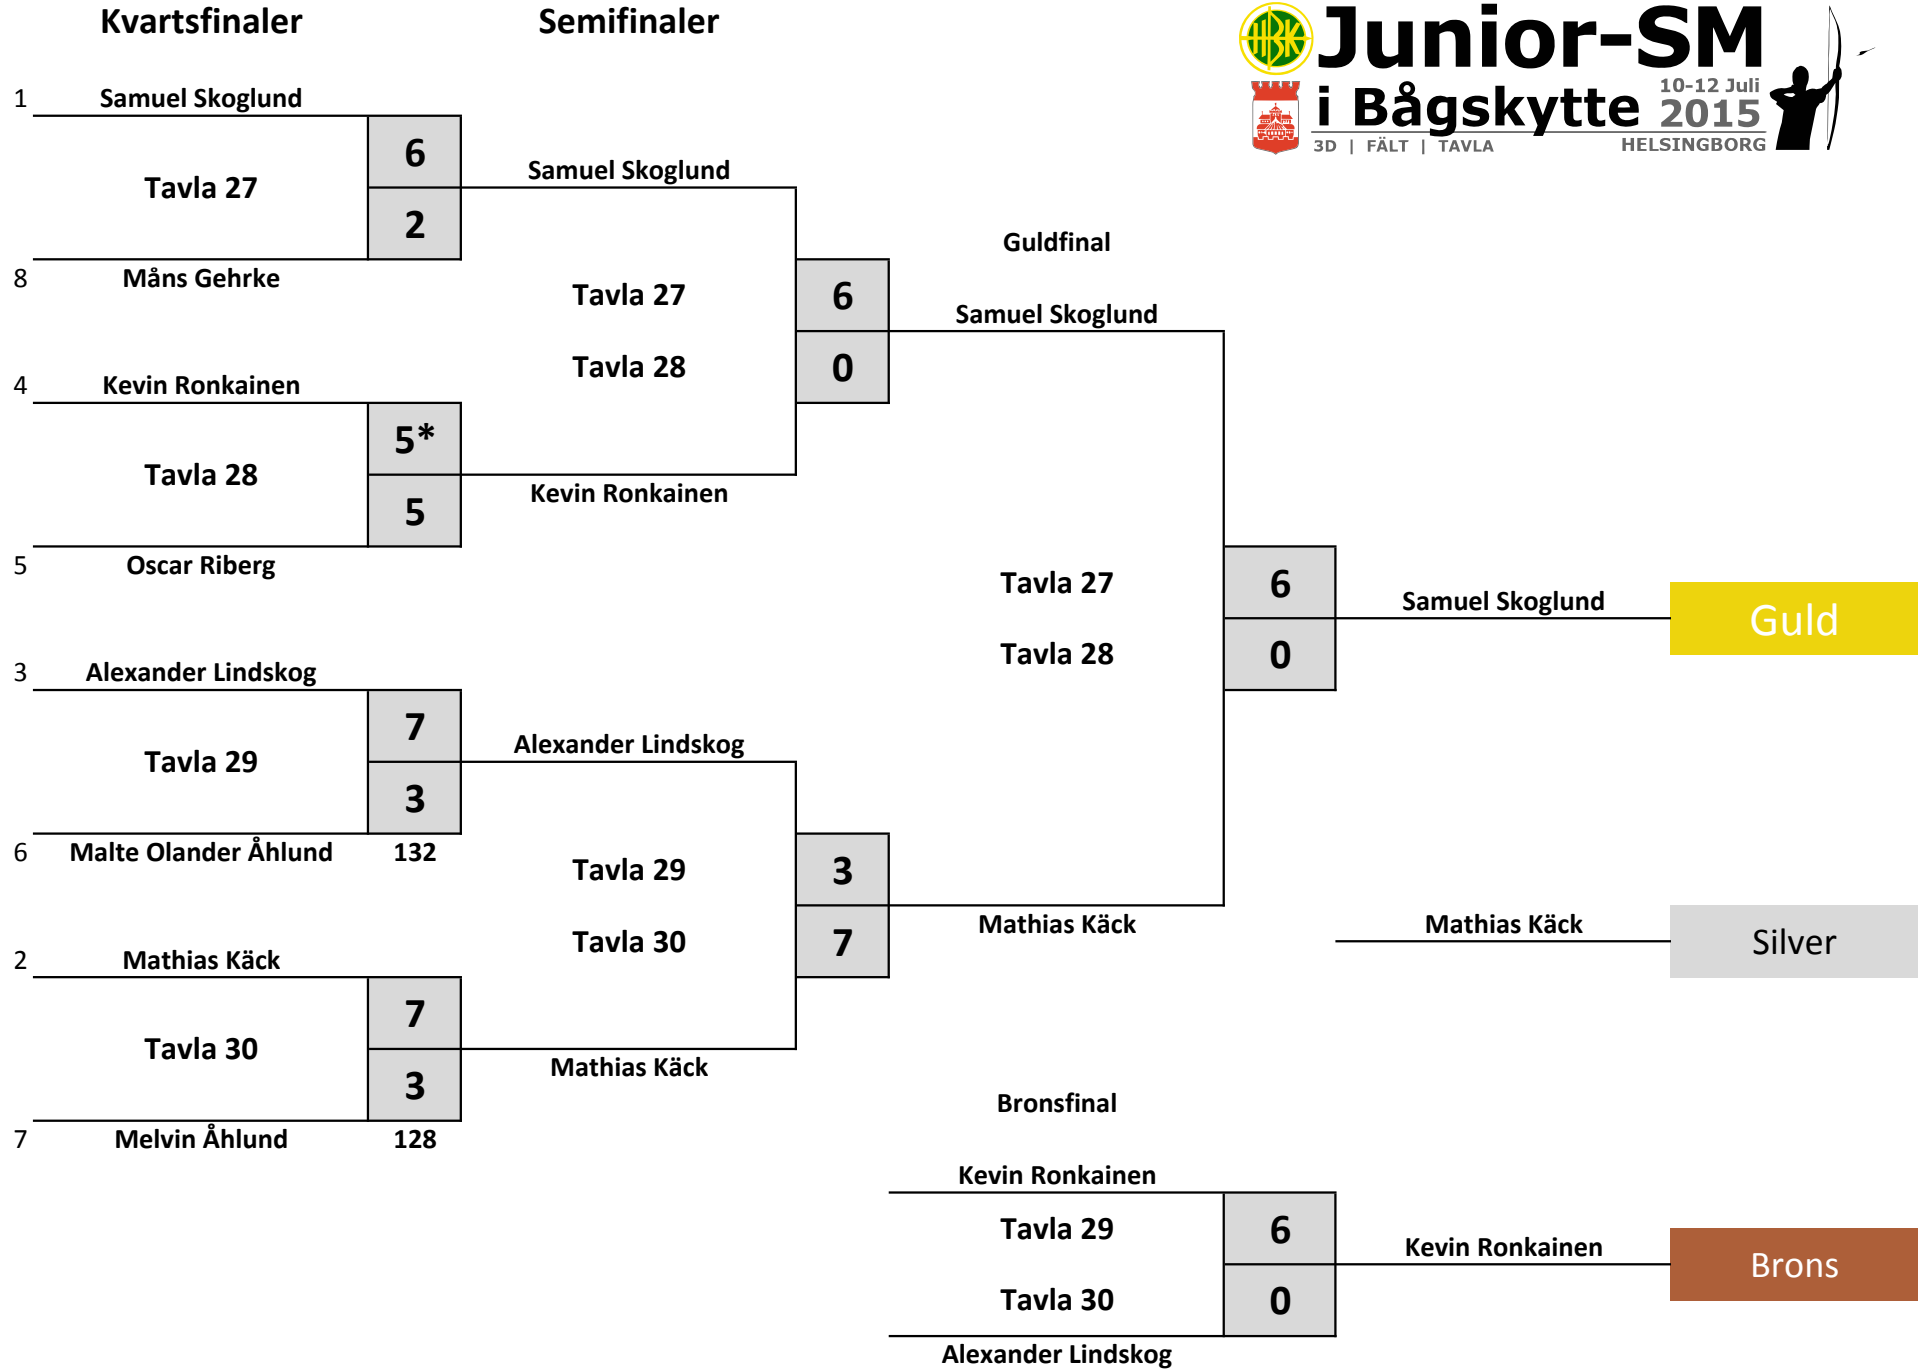 Kvartsfinaler
Semifinaler
HBK
Junior-SM
i Bågskytte
10-12 Juli
2015
3D | FÄLT | TAVLA
HELSINGBORG
1 Samuel Skoglund
6
Tavla 27
2
8 Måns Gehrke
4 Kevin Ronkainen
5*
Tavla 28
5
5 Oscar Riberg
3 Alexander Lindskog
7
Tavla 29
3
6 Malte Olander Åhlund 132
2 Mathias Käck
7
Tavla 30
3
7 Melvin Åhlund 128
Samuel Skoglund
Tavla 27 6
Tavla 28 0
Kevin Ronkainen
Alexander Lindskog
Tavla 29 3
Tavla 30 7
Mathias Käck
Guldfinal
Samuel Skoglund
Tavla 27 6
Tavla 28 0
Mathias Käck
Samuel Skoglund Guld
Mathias Käck Silver
Bronsfinal
Kevin Ronkainen
Tavla 29 6
Tavla 30 0
Alexander Lindskog
Kevin Ronkainen Brons